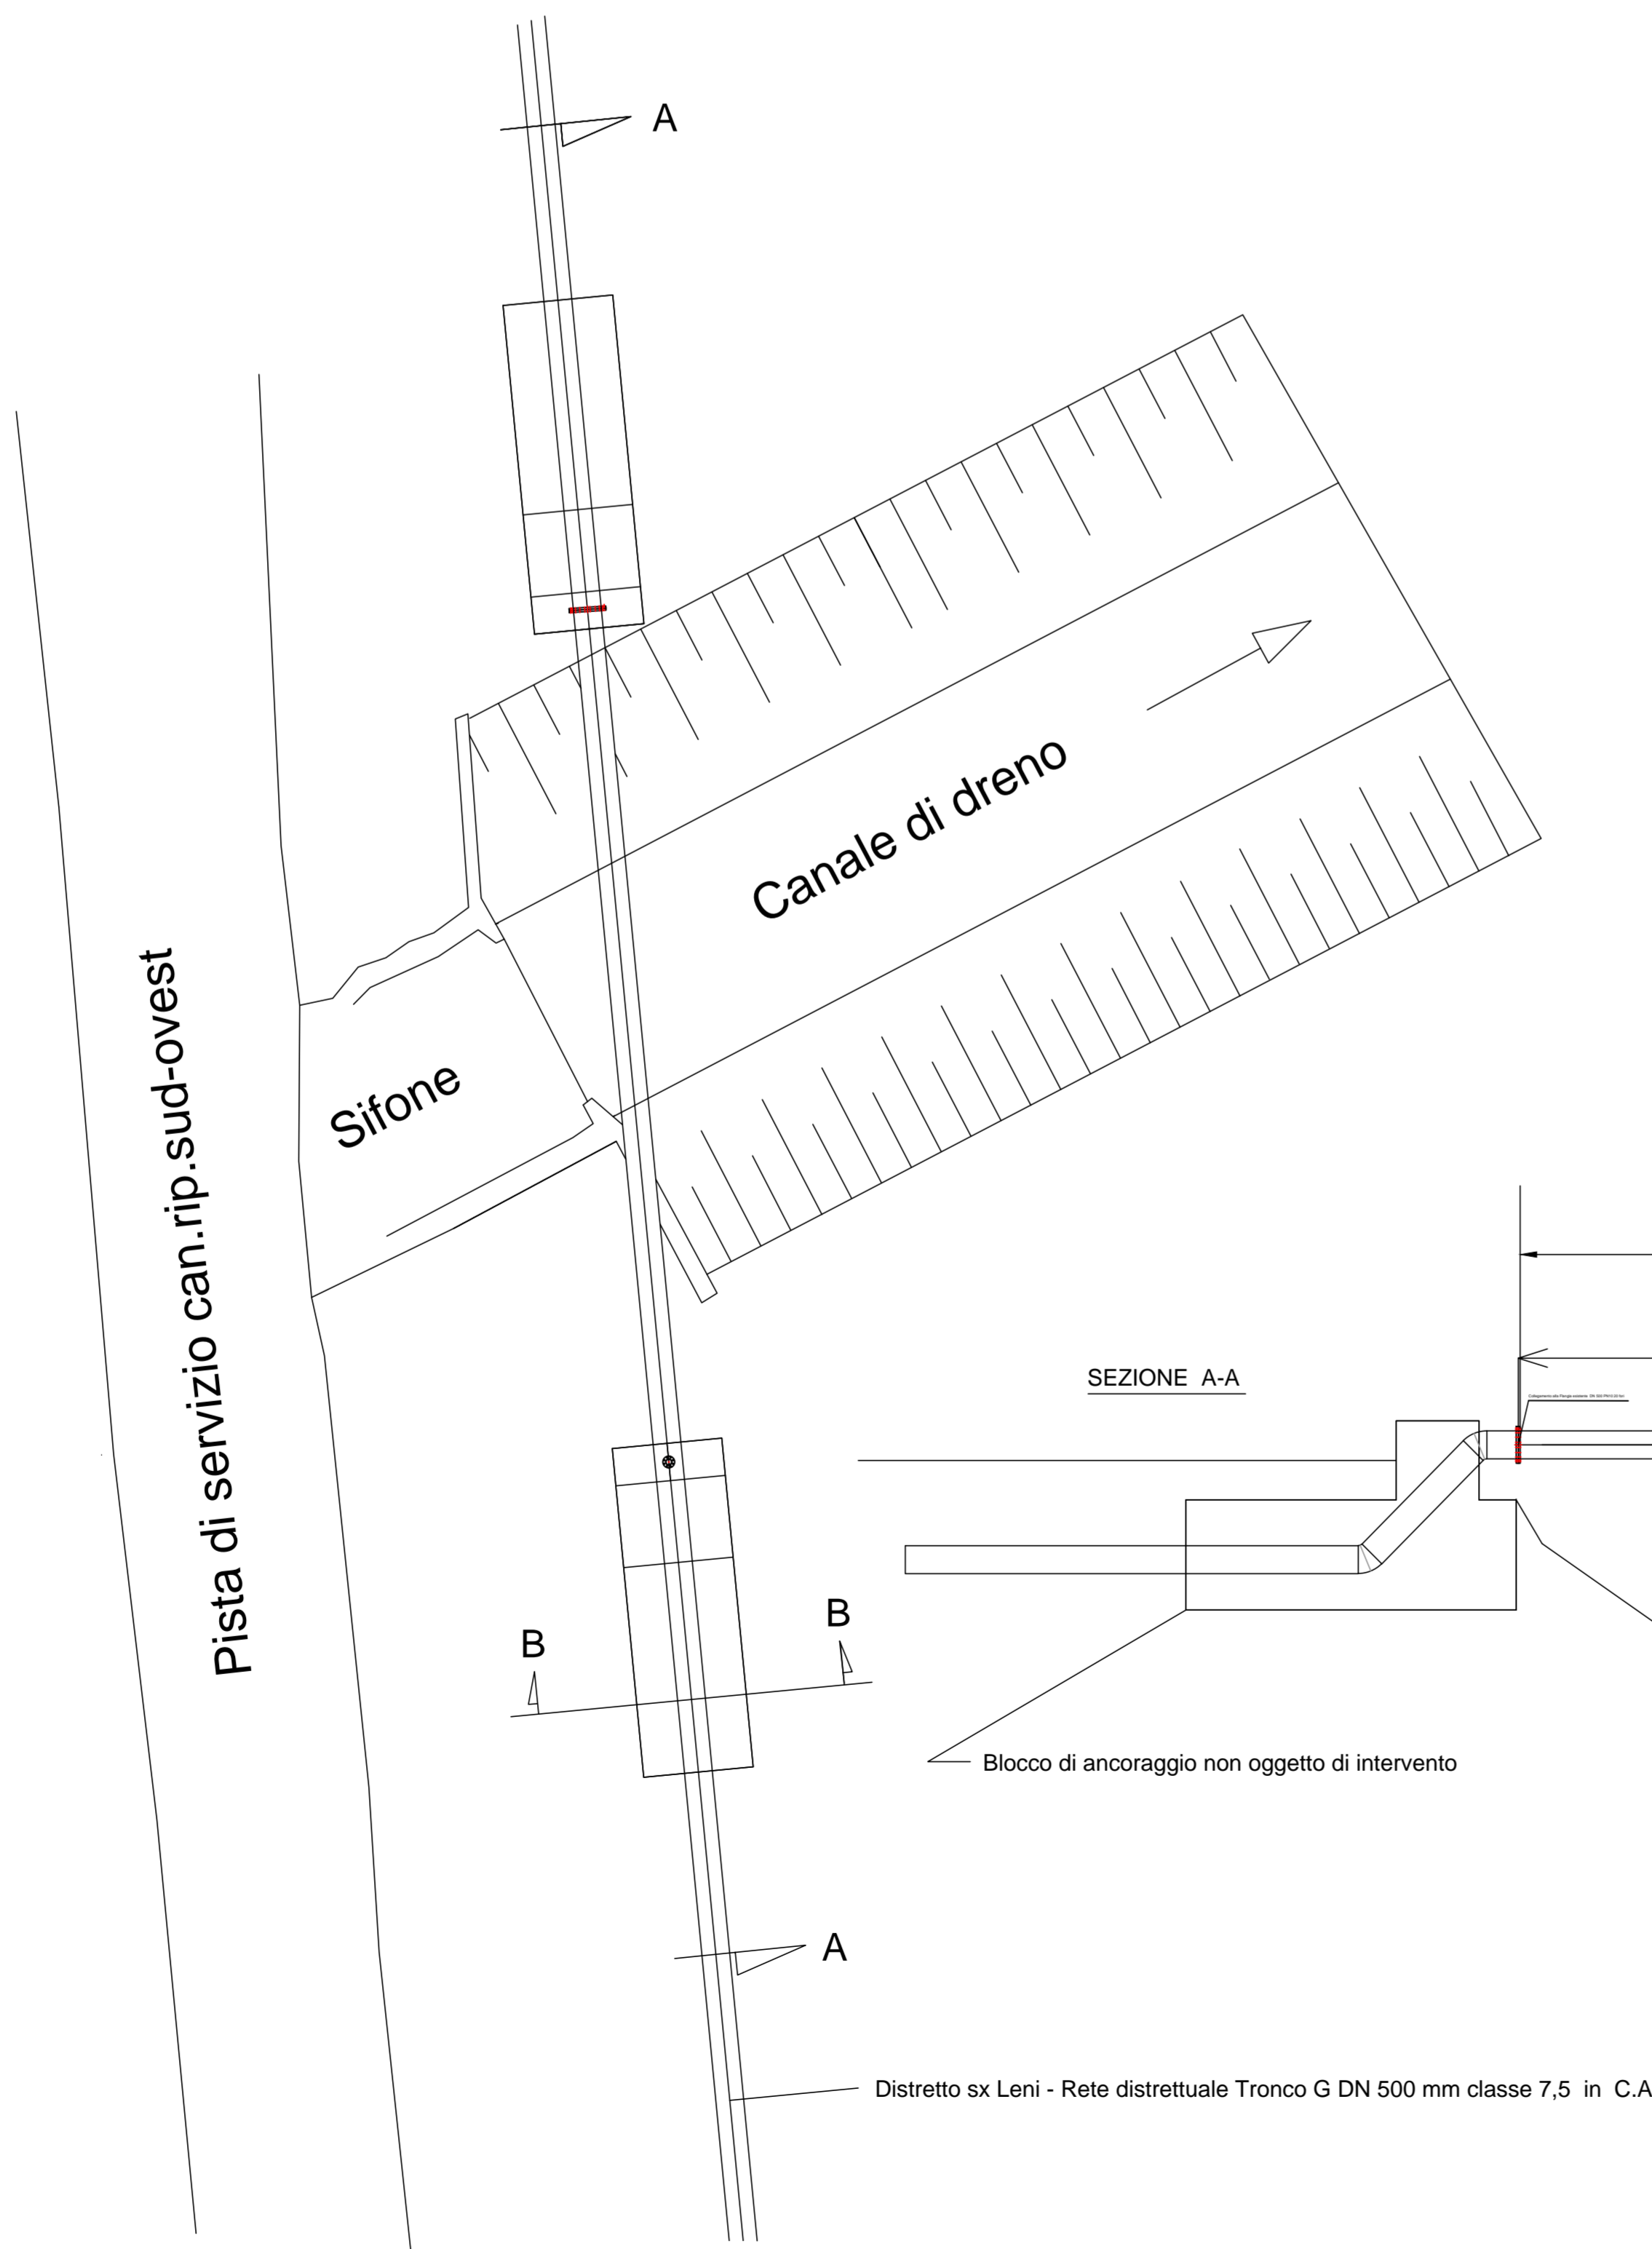 A
Canale di dreno
Pista di servizio can.rip.sud-ovest
Sifone
SEZIONE A-A
B
B
Blocco di ancoraggio non oggetto di intervento
A
Distretto sx Leni - Rete distrettuale Tronco G DN 500 mm classe 7,5 in C.A